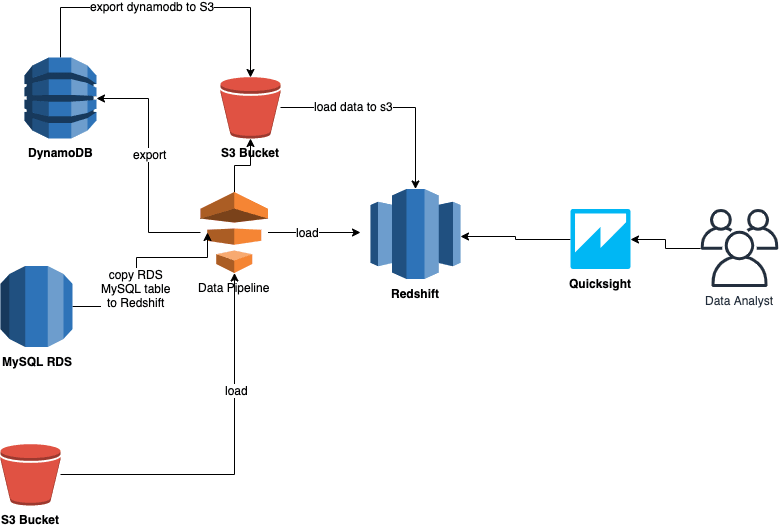 export dynamodb to S3
load data to s3
DynamoDB
S3 Bucket
export
load
copy RDS
MySQL table
to Redshift
Data Pipeline
Redshift
Quicksight
Data Analyst
MySQL RDS
load
S3 Bucket